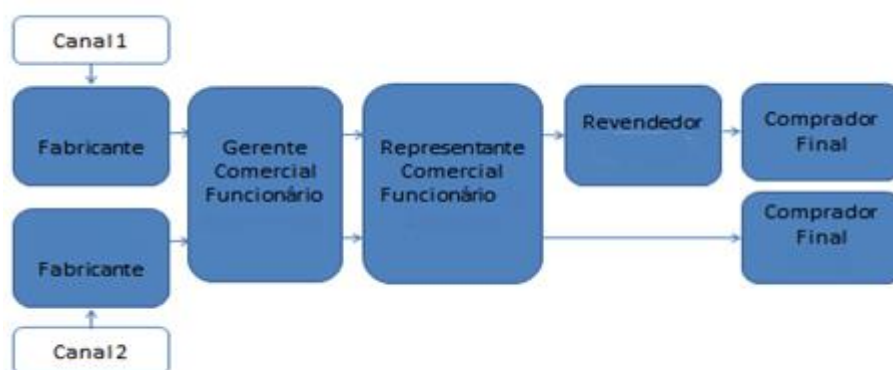 Canal 1
Fabricante
Gerente
Comercial
Funcionário
Representante
Comercial
Funcionário
Revendedor
Comprador
Final
Comprador
Final
Fabricante
Canal 2